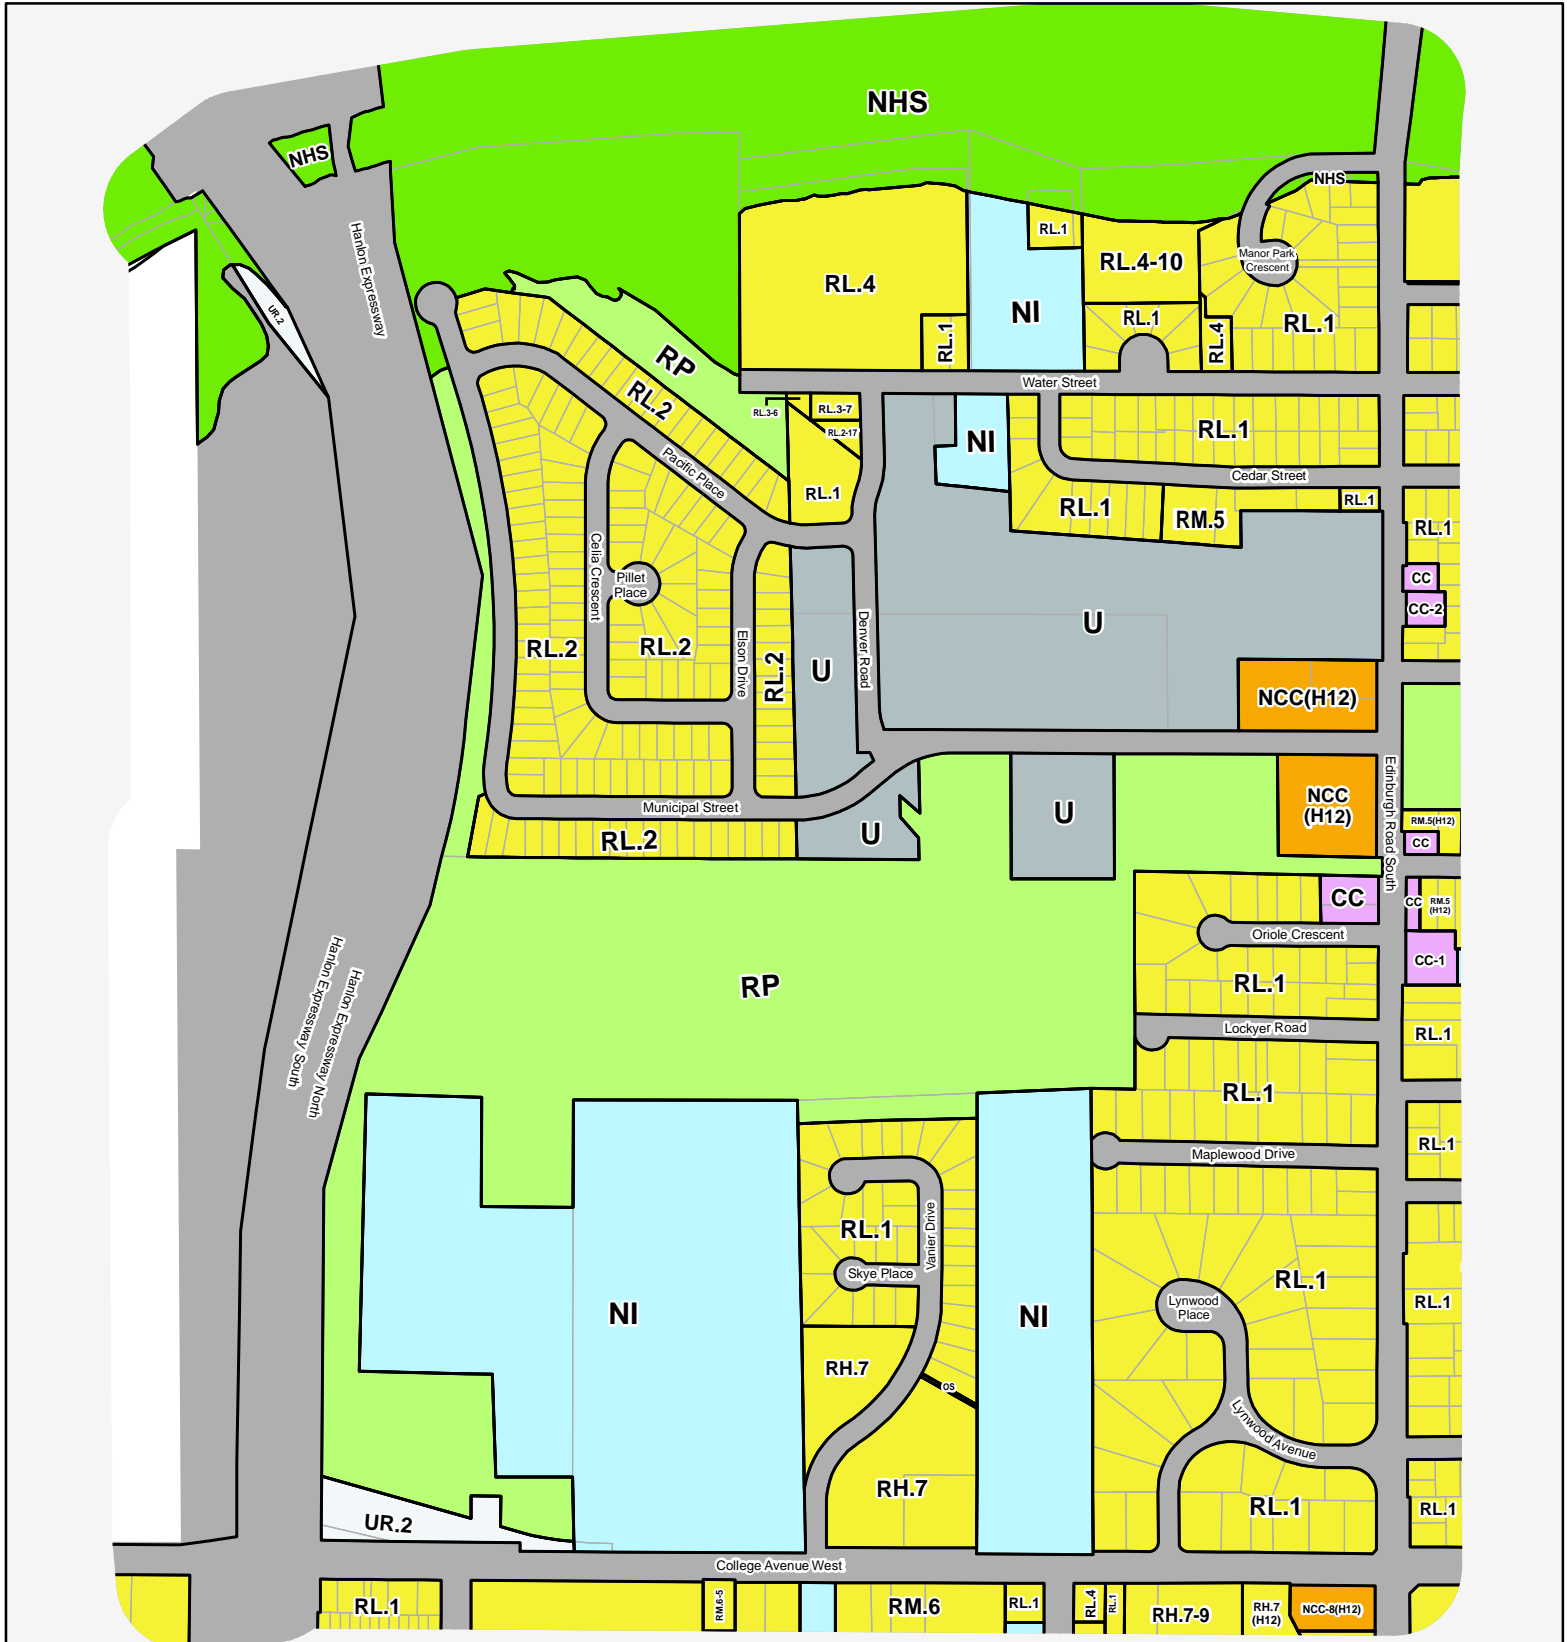 NHS
NHS
NHS
Hanlon Expressway
UR.2
RL.1
RL.4-10
Manor Park
Crescent
RL.4
NI
RL.1
RL.1
RL.4
RL.1
RP
Water Street
RL.2
RL.3-6
RL.3-7
RL.2-17
RL.1
NI
Pacific Place
Cedar Street
RL.1
RL.1
RM.5
RL.1
RL.1
CC
CC-2
Celia Crescent
Pillet
Place
RL.2
RL.2
Elson Drive
RL.2
U
Denver Road
U
NCC(H12)
Municipal Street
RL.2
U
U
NCC
(H12)
Edinburgh Road South
RM.5(H12)
CC
CC
CC
RM.5
(H12)
Oriole Crescent
CC-1
RL.1
RP
Hanlon Expressway South
Hanlon Expressway North
Lockyer Road
RL.1
RL.1
RL.1
Maplewood Drive
RL.1
Vanier Drive
Skye Place
RL.1
RL.1
Lynwood
Place
NI
NI
RH.7
OS
Lynwood Avenue
RH.7
RL.1
RL.1
UR.2
College Avenue West
RL.1
RM.6-5
RM.6
RL.1
RL.4
RL.1
RH.7-9
RH.7
(H12)
NCC-8(H12)